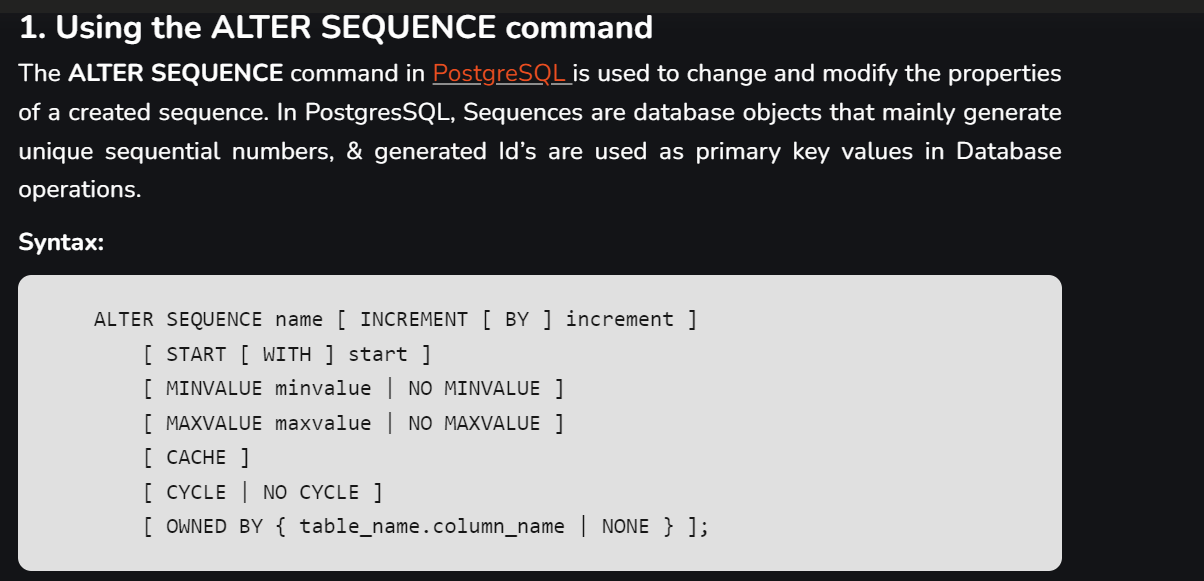 1. Using the ALTER SEQUENCE command
The ALTER SEQUENCE command in PostgreSQL is used to change and modify the properties
of a created sequence. In PostgresSQL, Sequences are database objects that mainly generate
unique sequential numbers, & generated Id’s are used as primary key values in Database
operations.
Syntax:
ALTER SEQUENCE name [ INCREMENT [ BY ] increment ]
[ START [ WITH ] start ]
[ MINVALUE minvalue | NO MINVALUE ]
[ MAXVALUE maxvalue | NO MAXVALUE ]
[ CACHE ]
[ CYCLE | NO CYCLE ]
[ OWNED BY { table_name.column_name | NONE } ];